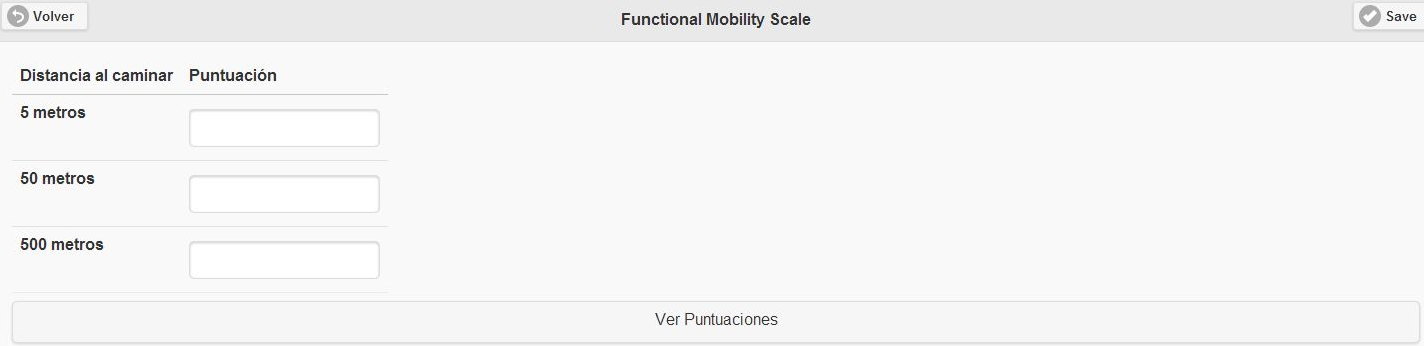 Volver
Functional Mobility Scale
Save
Distancia al caminar Puntuación
5 metros
50 metros
500 metros
Ver Puntuaciones